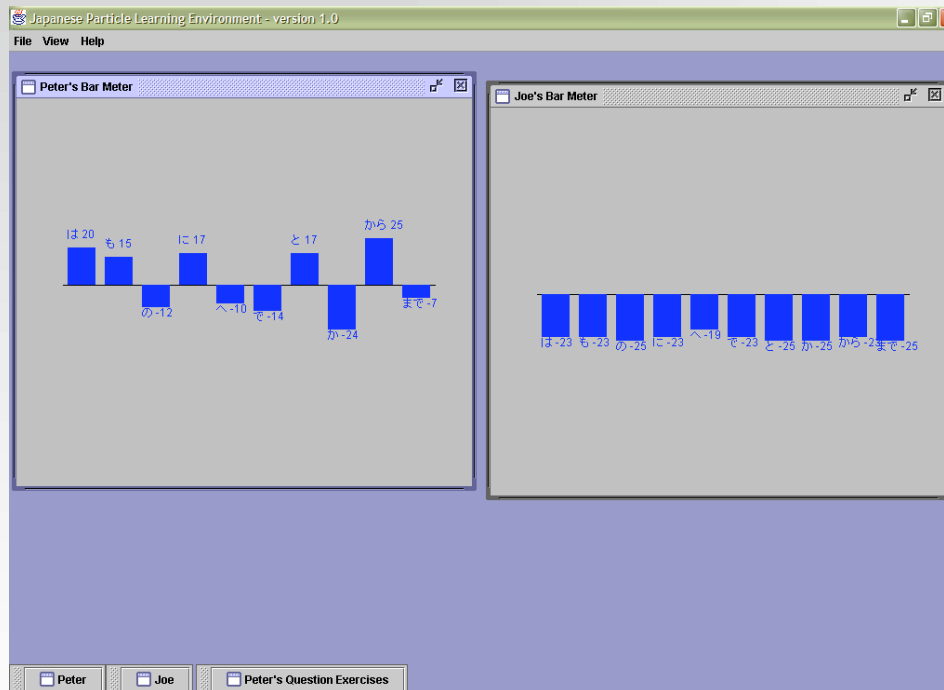 Japanese Particle Learning Environment - version 1.0
File View Help
Peter's Bar Meter
は 20
も 15
の -12
に 17
へ -10
で -14
と 17
か -24
から 25
まで -7
Joe's Bar Meter
は -23
も -23
の -25
に -23
へ -19
で -23
と -25
か -25
から -23
まで -25
Peter
Joe
Peter's Question Exercises